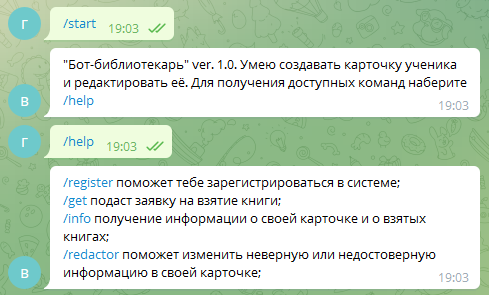 Г
/start
19:03
"Бот-библиотекарь" ver. 1.0. Умею создавать карточку ученика
и редактировать её. Для получения доступных команд наберите
/help
19:03
В
Г
/help
19:03
/register поможет тебе зарегистрироваться в системе;
/get подаст заявку на взятие книги;
/info получение информации о своей карточке и о взятых
книгах;
/redactor поможет изменить неверную или недостоверную
информацию в своей карточке;
19:03
В